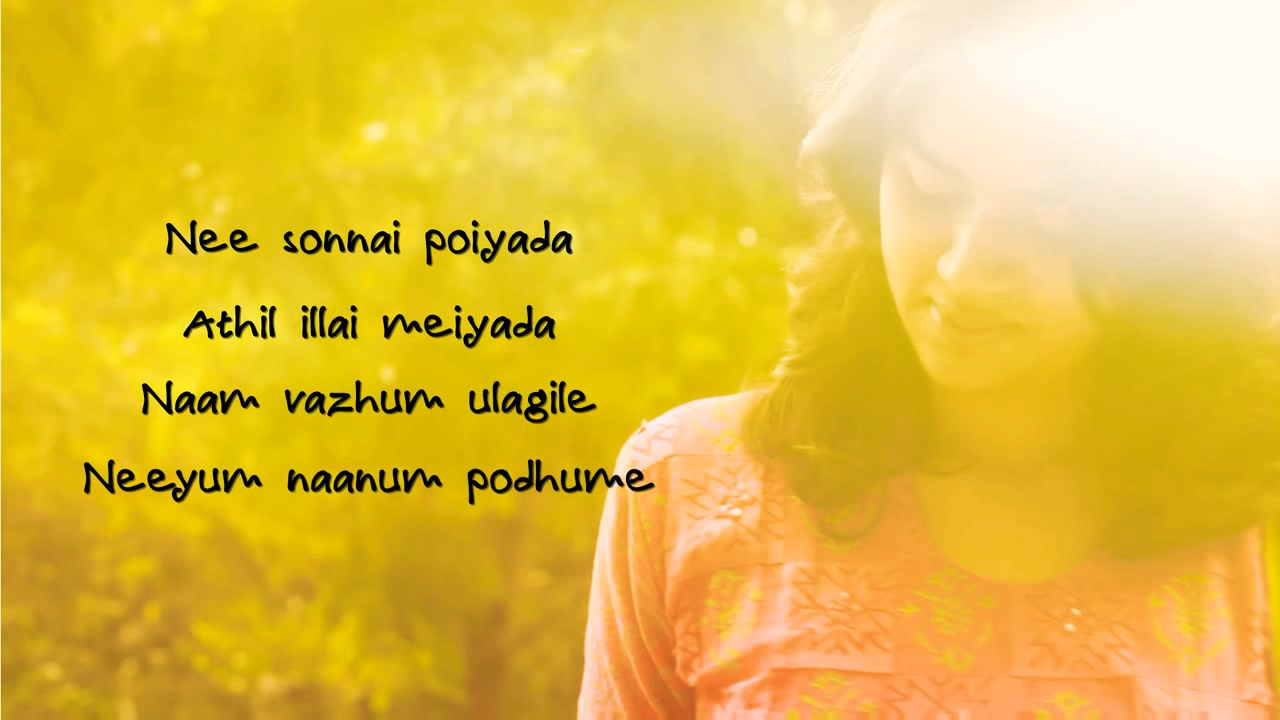 Nee sonnai poiyada
Athil illai meiyada
Naam vazhum ulagile
Neeyum naanum podhume